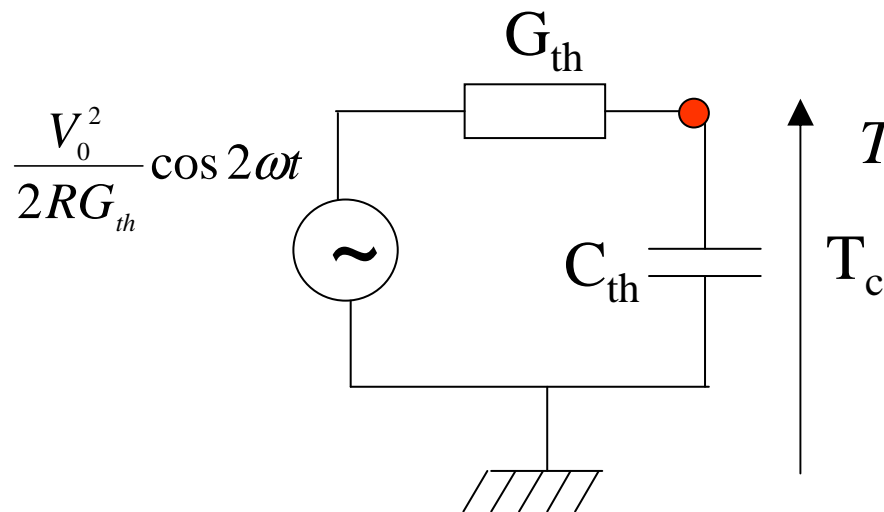 G_th
V_0^2 / 2RG_th cos 2ωt
~
T
C_th
T_c